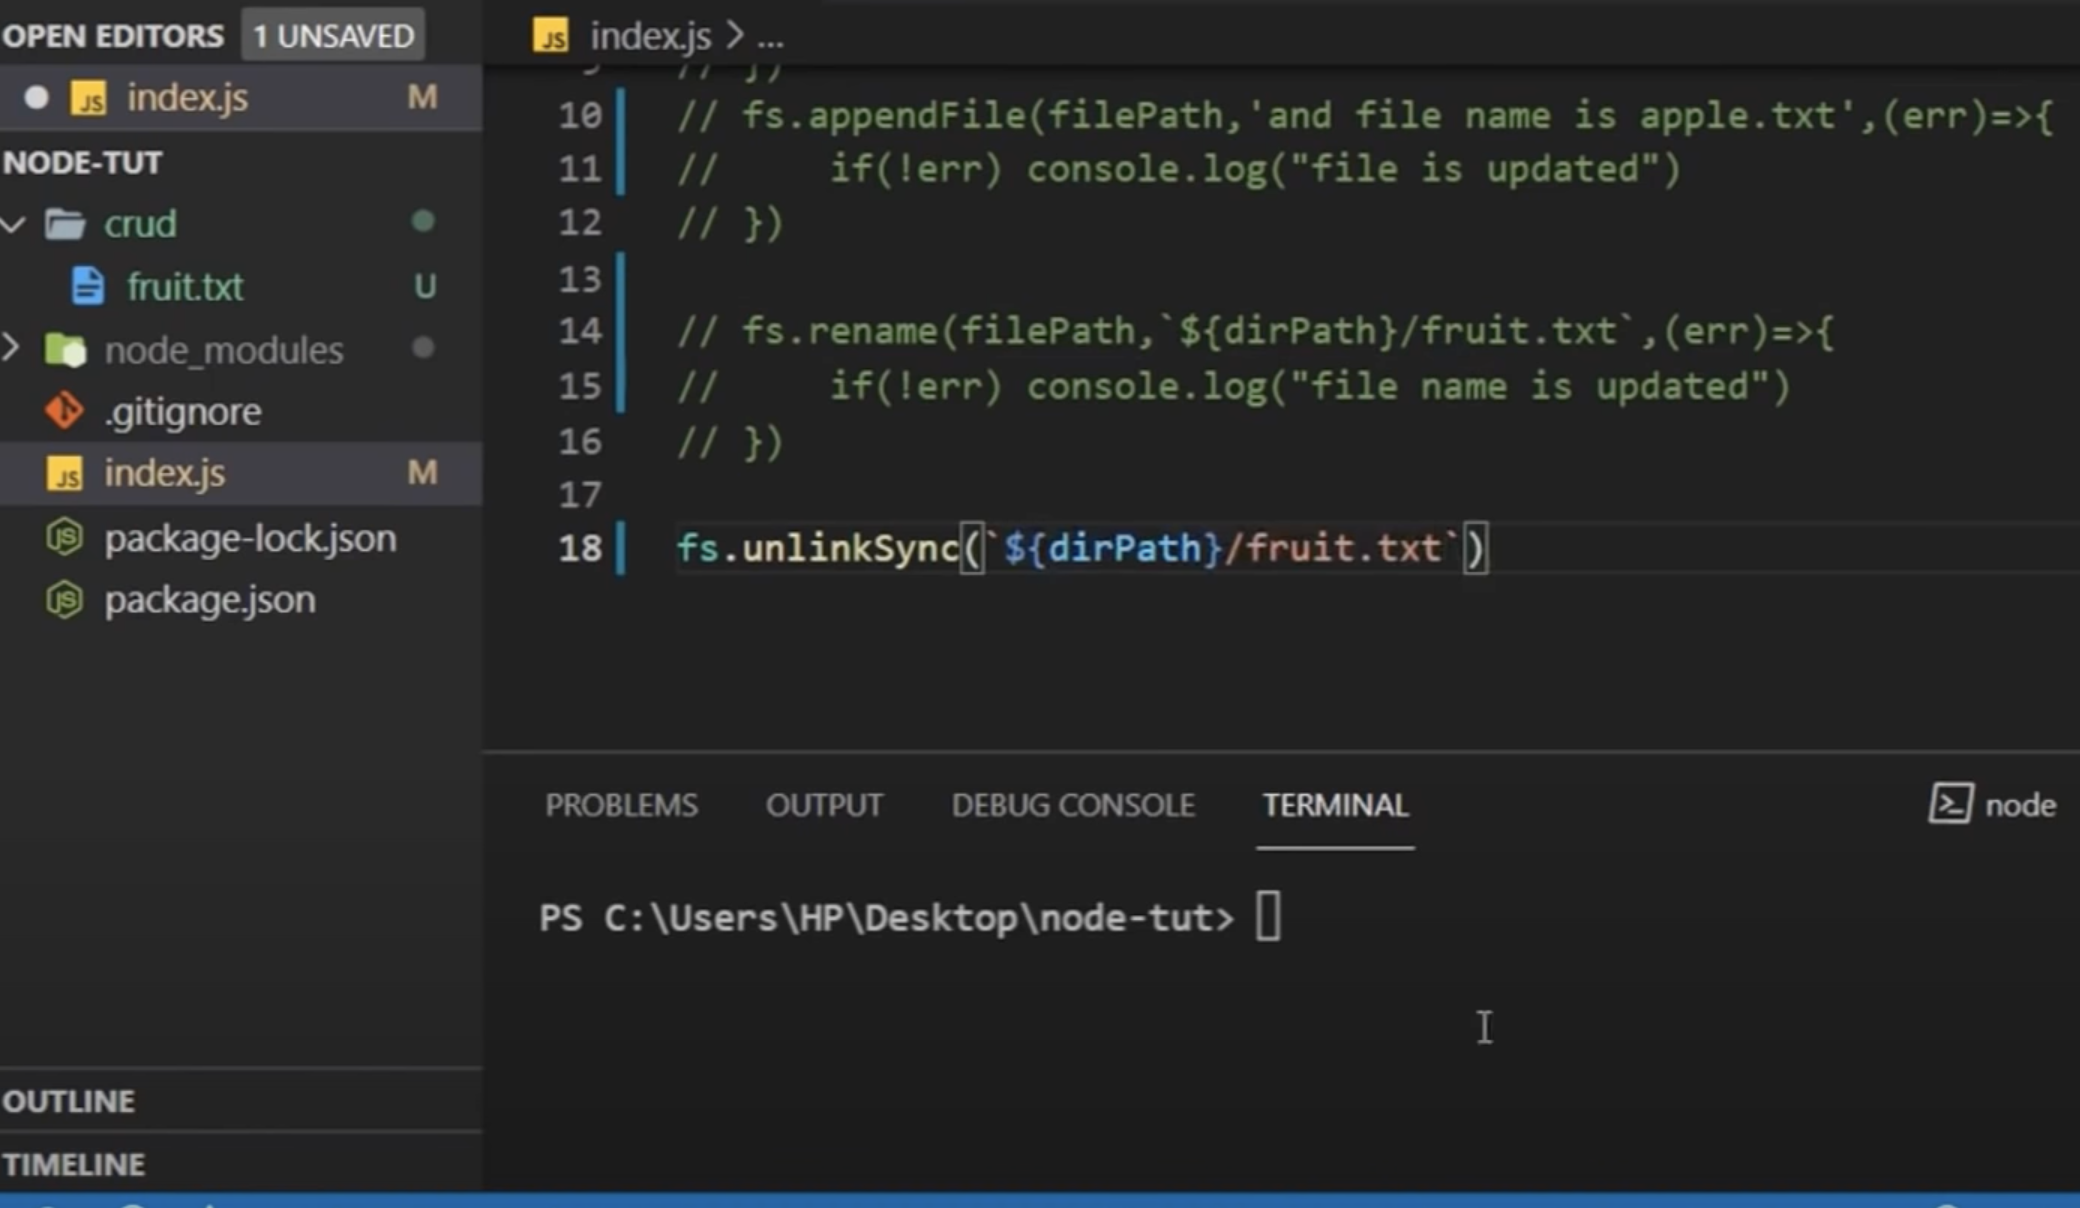 OPEN EDITORS 1 UNSAVED
JS index.js M
NODE-TUT
crud
fruit.txt U
node_modules
.gitignore
JS index.js M
package-lock.json
package.json
OUTLINE
TIMELINE
JS index.js > ...
9 // })
10 // fs.appendFile(filePath,'and file name is apple.txt',(err)=>{
11 //     if(!err) console.log("file is updated")
12 // })
13
14 // fs.rename(filePath,`${dirPath}/fruit.txt`,(err)=>{
15 //     if(!err) console.log("file name is updated")
16 // })
17
18 fs.unlinkSync(`${dirPath}/fruit.txt`)
PROBLEMS OUTPUT DEBUG CONSOLE TERMINAL node
PS C:\Users\HP\Desktop\node-tut>